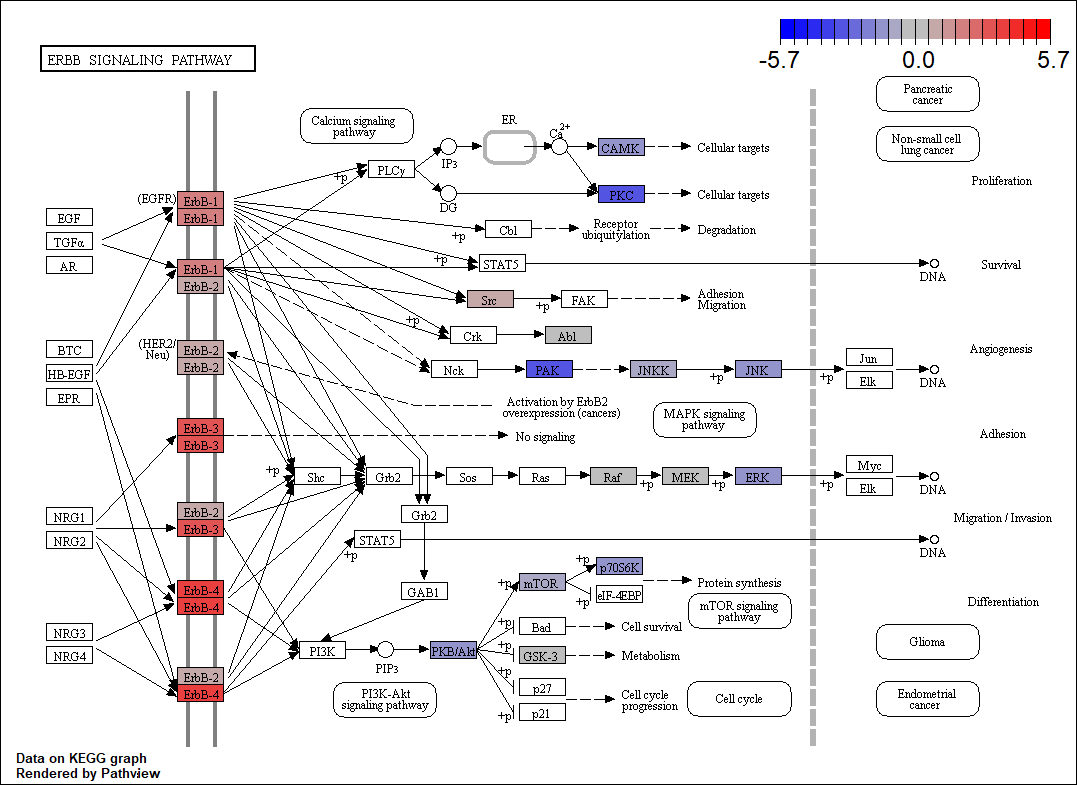 ERBB SIGNALING PATHWAY
-5.7 0.0 5.7
Pancreatic
cancer
Non-small cell
lung cancer
Calcium signaling
pathway
ER
Ca2+
CAMK
Cellular targets
IP3
PLCγ
+p
PKC
Cellular targets
DG
Proliferation
(EGFR)
ErbB-1
ErbB-1
EGF
TGFα
AR
Cbl
+p
Receptor
ubiquitylation
Degradation
ErbB-1
ErbB-2
STAT5
+p
DNA
Survival
Src
+p
FAK
Adhesion
Migration
+p
Crk
Abl
(HER2/
Neu)
ErbB-2
ErbB-2
BTC
HB-EGF
EPR
Nck
PAK
JNKK
+p
JNK
+p
Jun
Elk
DNA
Angiogenesis
Activation by ErbB2
overexpression (cancers)
MAPK signaling
pathway
ErbB-3
ErbB-3
No signaling
Adhesion
+p
Shc
Grb2
Sos
Ras
Raf
+p
MEK
+p
ERK
+p
Myc
Elk
DNA
NRG1
NRG2
ErbB-2
ErbB-3
Grb2
STAT5
+p
DNA
Migration / Invasion
ErbB-4
ErbB-4
GAB1
+p
mTOR
+p
p70S6K
+p
eIF-4EBP
Protein synthesis
mTOR signaling
pathway
Differentiation
NRG3
NRG4
ErbB-2
ErbB-4
PI3K
PIP3
PKB/Akt
+p
Bad
Cell survival
+p
GSK-3
Metabolism
+p
p27
+p
p21
Cell cycle
progression
Cell cycle
PI3K-Akt
signaling pathway
Glioma
Endometrial
cancer
Data on KEGG graph
Rendered by Pathview